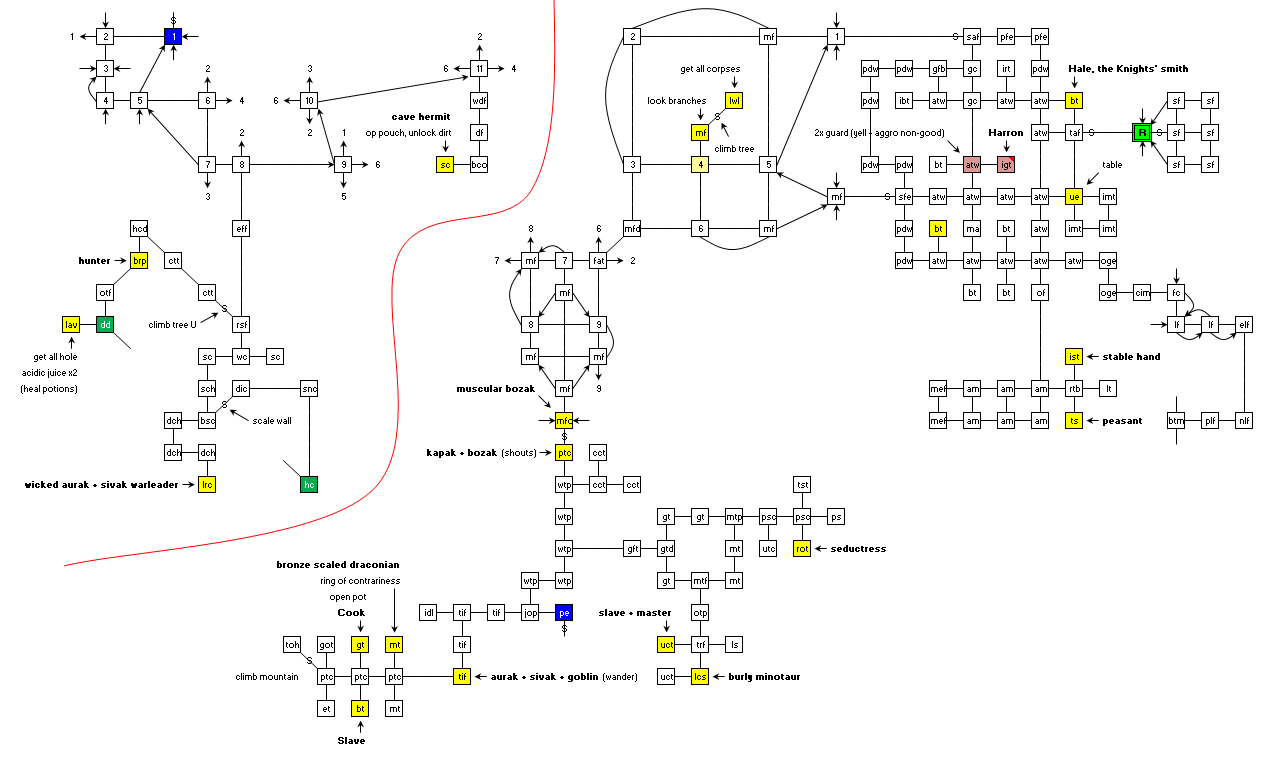 S
1 2 1 2 mf 1 S saf pfe pfe
3 2 3 2 6 11 4 get all corpses pdw pdw gfb gc irt pdw Hale, the Knights' smith
4 5 6 4 6 10 wdf look branches lwl pdw ibt atw gc atw atw bt sf sf
cave hermit S
2 2 1 op pouch, unlock dirt df mf 2x guard (yell + aggro non-good) Harron atw taf S R S sf sf
climb tree
7 8 9 6 sc bco 3 4 5 pdw pdw bt atw igt table sf sf
3 5 mf S sfe atw atw atw atw ue imt
hcd eff 8 6 mfd 6 mf pdw bt ma bt atw imt imt
hunter brp ctt 7 mf 7 fat 2 pdw atw atw atw atw atw oge
otf ctt mf bt bt of oge cim fc
S
lav dd climb tree U rsf 8 9 lf lf elf
get all hole sc wc sc mf mf ist stable hand
acidic juice x2
(heal potions) sch dic snc muscular bozak mf 9 mef am am am rtb lt
S
dch bsc scale wall mfc mef am am am ts peasant btm plf nlf
S
dch dch kapak + bozak (shouts) ptc cct
wicked aurak + sivak warleader lrc hc wtp cct cct tst
wtp gt gt mtp psc psc ps
wtp gft gtd mt utc rot seductress
bronze scaled draconian
ring of contrariness wtp wtp gt mtf mt
open pot
Cook idl tif tif jop pe slave + master otp
S
toh got gt mt tif uct trf ls
S
climb mountain ptc ptc ptc tif aurak + sivak + goblin (wander) uct lcs burly minotaur
et bt mt
Slave